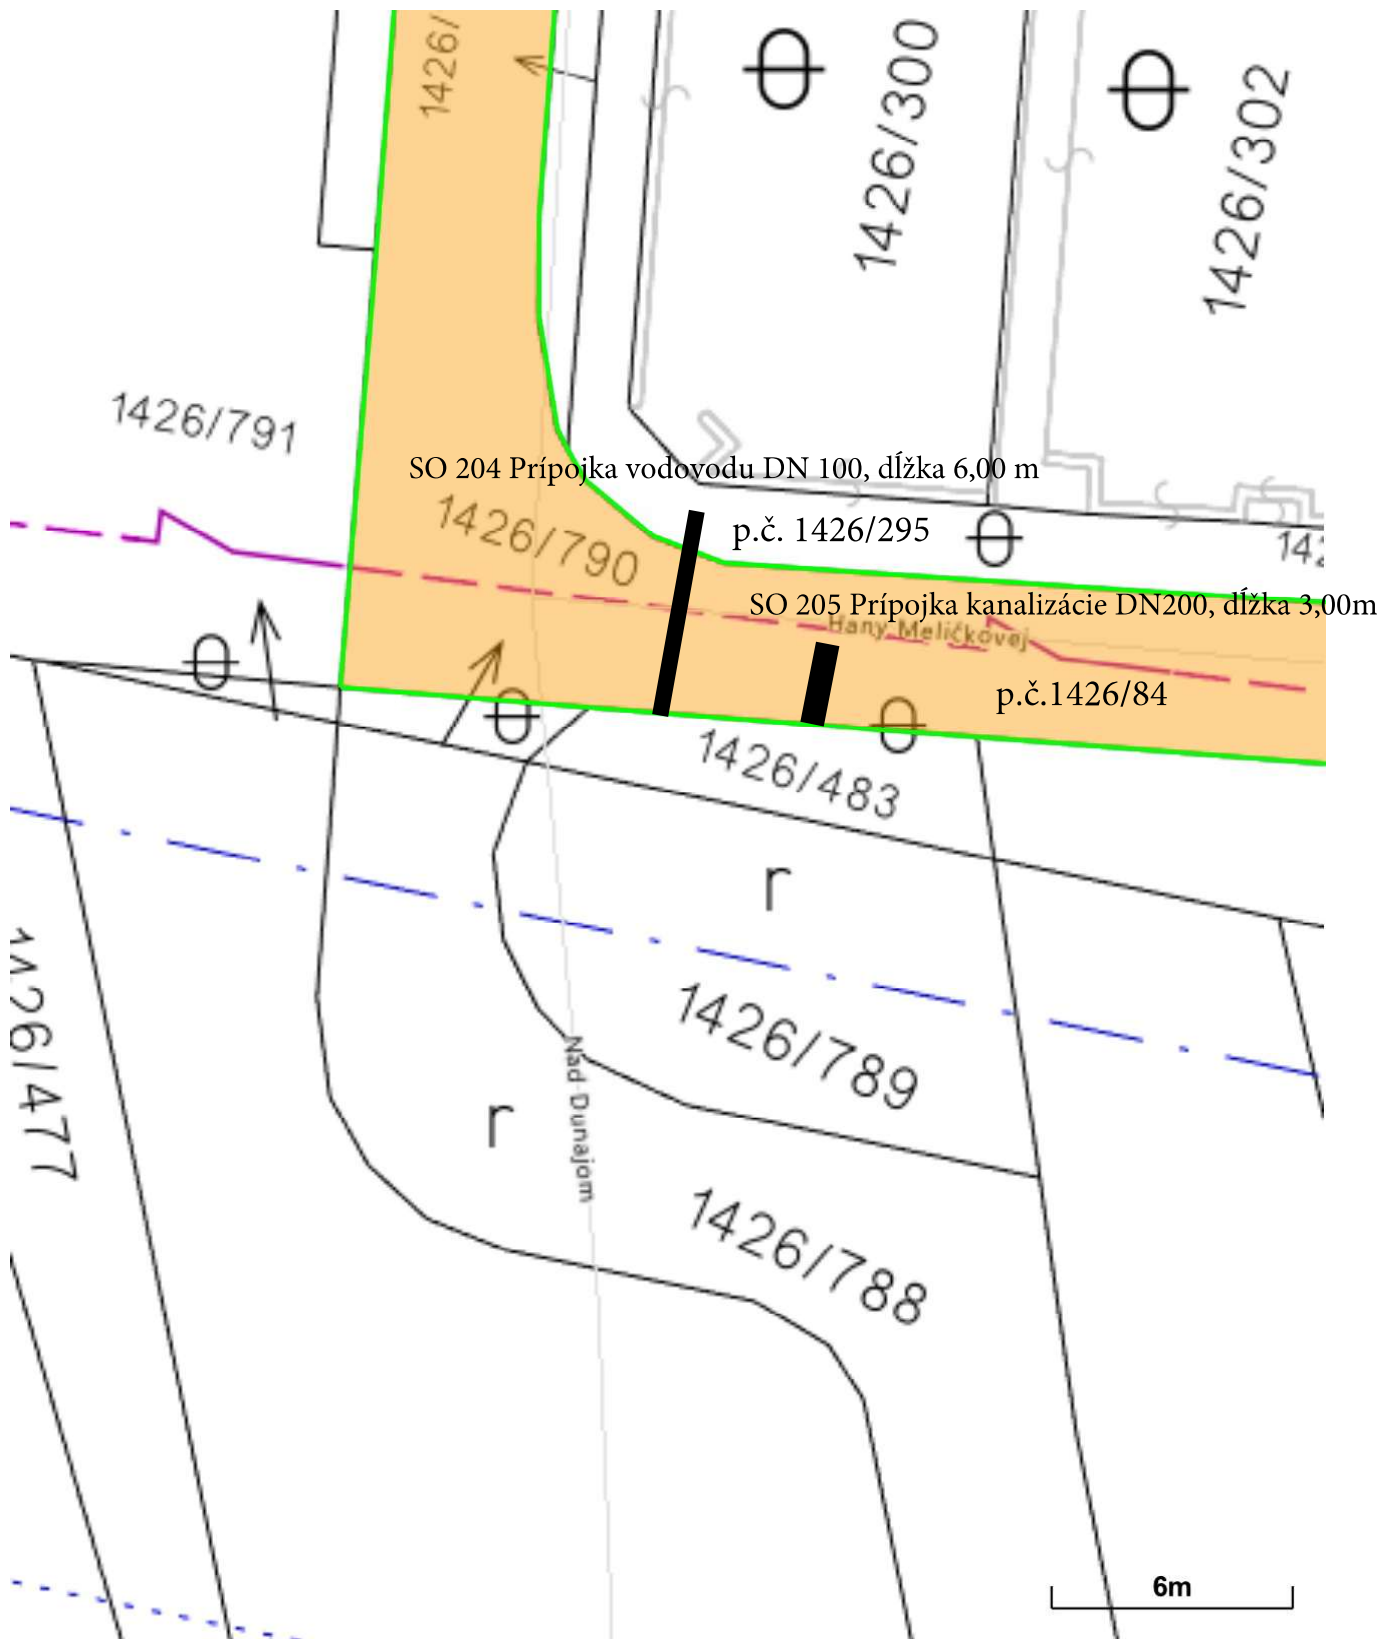 1426/
1426/300
1426/302
1426/791
SO 204 Prípojka vodovodu DN 100, dĺžka 6,00 m
1426/790
p.č. 1426/295
142
SO 205 Prípojka kanalizácie DN200, dĺžka 3,00m
Hany Meličkovej
p.č.1426/84
1426/483
r
1426/477
1426/789
Nad Dunajom
r
1426/788
6m